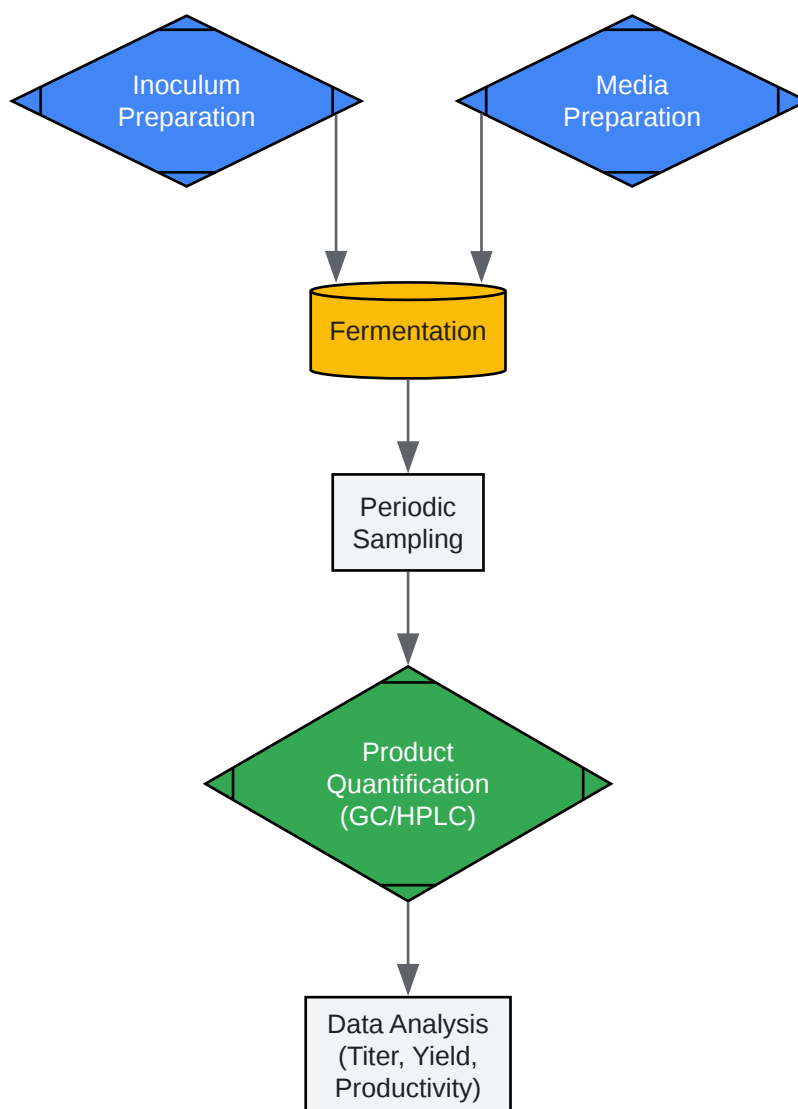 Inoculum
Preparation
Media
Preparation
Fermentation
Periodic
Sampling
Product
Quantification
(GC/HPLC)
Data Analysis
(Titer, Yield,
Productivity)